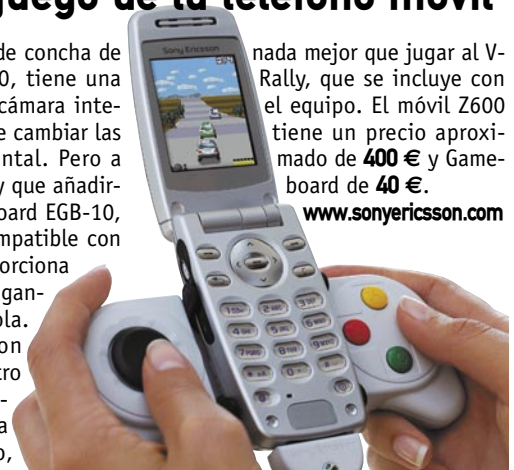 juego de tu teléfono móvil
de concha de
0, tiene una
cámara inte-
e cambiar las
ntal. Pero a
y que añadir-
oard EGB-10,
mpatible con
orciona
gan-
ola.
on
tro
-
a
o,
nada mejor que jugar al V-
Rally, que se incluye con
el equipo. El móvil Z600
tiene un precio aproxi-
mado de 400 € y Game-
board de 40 €.
www.sonyericsson.com
Sony Ericsson